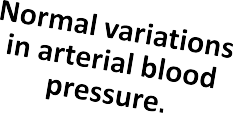 Normal variations
in arterial blood
pressure.